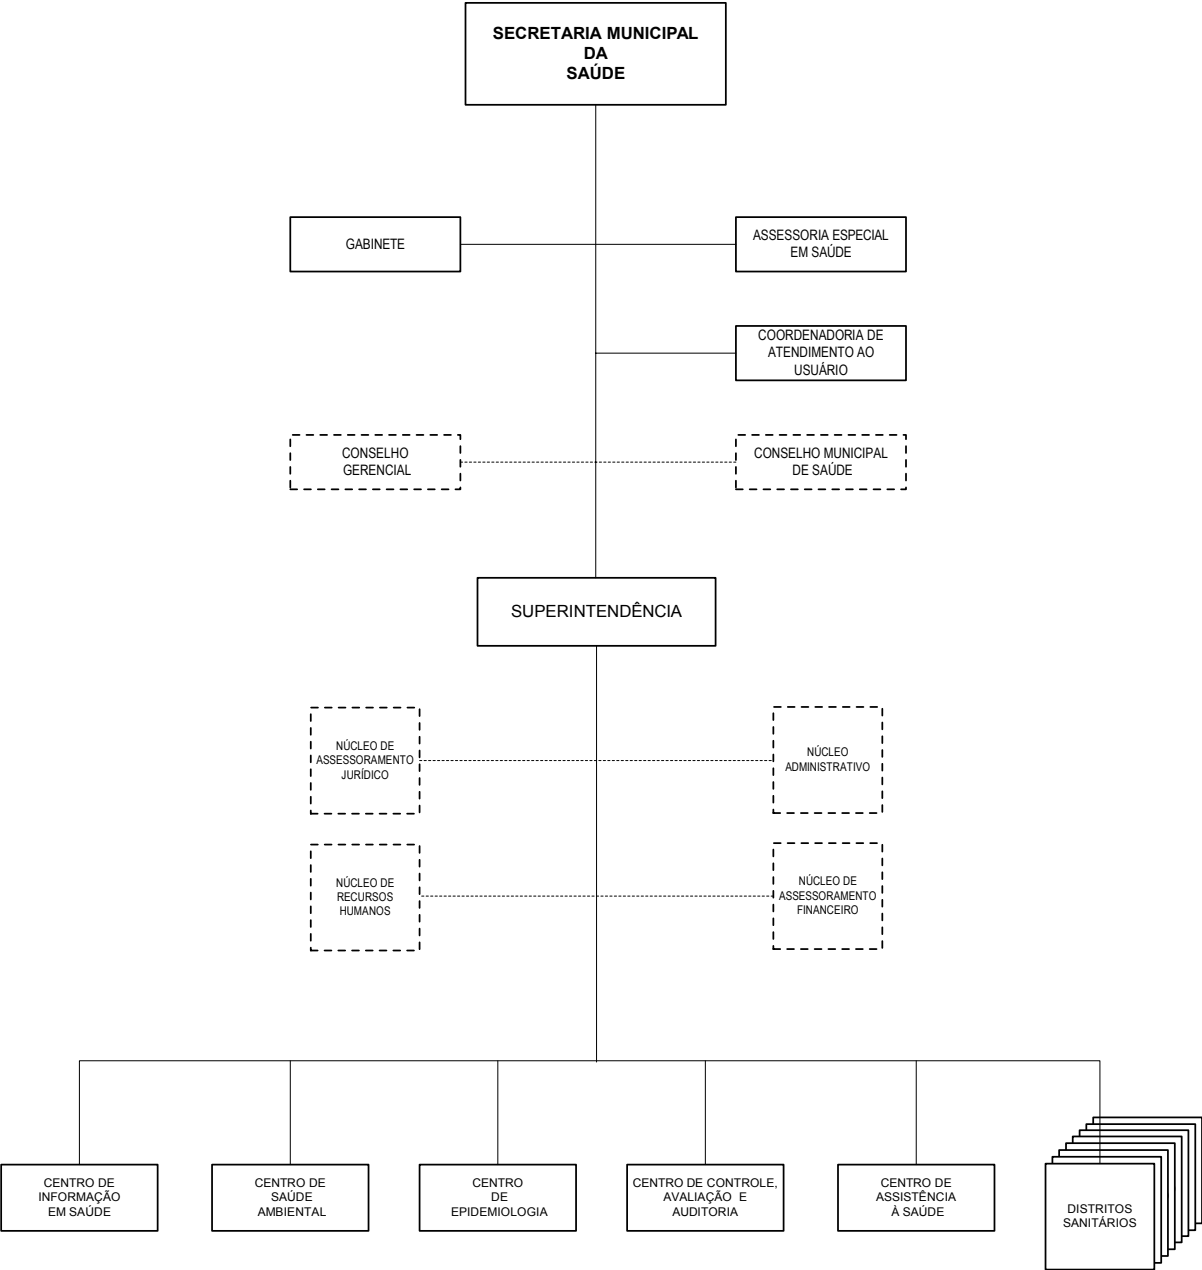 SECRETARIA MUNICIPAL
DA
SAÚDE
GABINETE
ASSESSORIA ESPECIAL
EM SAÚDE
COORDENADORIA DE
ATENDIMENTO AO
USUÁRIO
CONSELHO
GERENCIAL
CONSELHO MUNICIPAL
DE SAÚDE
SUPERINTENDÊNCIA
NÚCLEO DE
ASSESSORAMENTO
JURÍDICO
NÚCLEO
ADMINISTRATIVO
NÚCLEO DE
RECURSOS
HUMANOS
NÚCLEO DE
ASSESSORAMENTO
FINANCEIRO
CENTRO DE
INFORMAÇÃO
EM SAÚDE
CENTRO DE
SAÚDE
AMBIENTAL
CENTRO
DE
EPIDEMIOLOGIA
CENTRO DE CONTROLE,
AVALIAÇÃO E
AUDITORIA
CENTRO DE
ASSISTÊNCIA
À SAÚDE
DISTRITOS
SANITÁRIOS